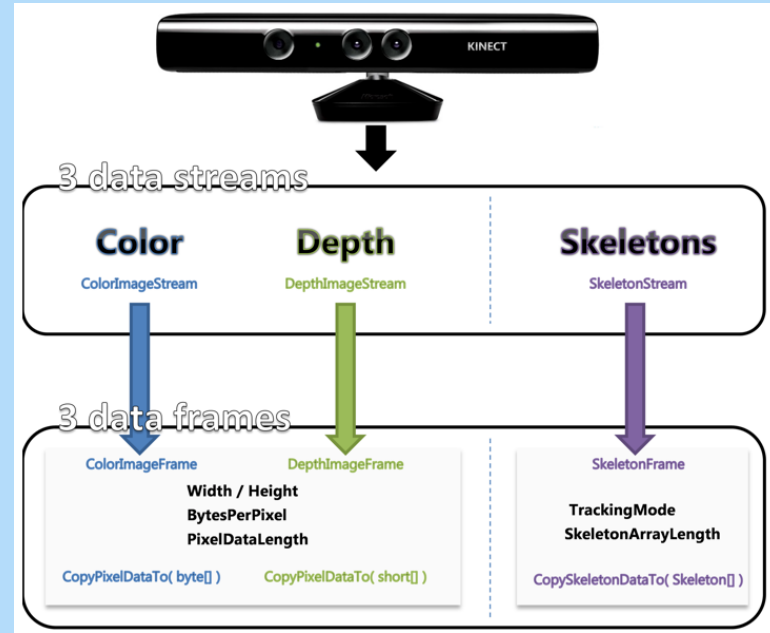 KINECT
3 data streams
Color Depth Skeletons
ColorImageStream DepthImageStream SkeletonStream
3 data frames
ColorImageFrame DepthImageFrame SkeletonFrame
Width / Height
BytesPerPixel
PixelDataLength
TrackingMode
SkeletonArrayLength
CopyPixelDataTo( byte[] ) CopyPixelDataTo( short[] ) CopySkeletonDataTo( Skeleton[] )